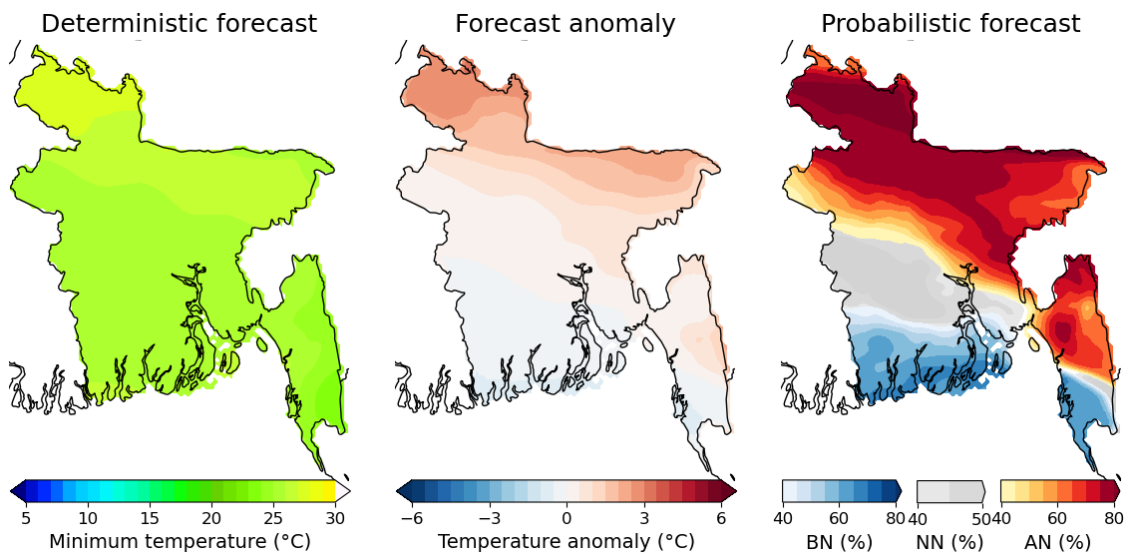 Deterministic forecast
Forecast anomaly
Probabilistic forecast
5 10 15 20 25 30
Minimum temperature (°C)
−6 −3 0 3 6
Temperature anomaly (°C)
40 60 80
BN (%)
40 50
NN (%)
40 60 80
AN (%)